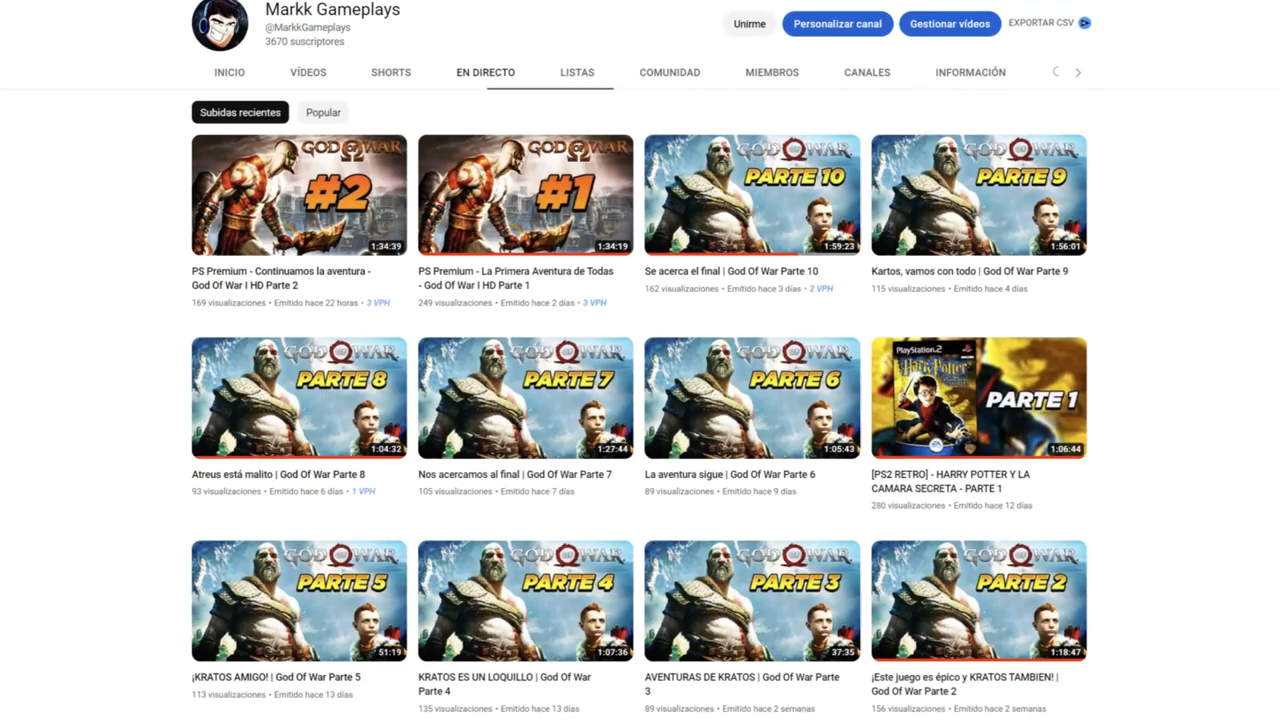 Markk Gameplays
@MarkkGameplays
3670 suscriptores
Unirme
Personalizar canal
Gestionar vídeos
EXPORTAR CSV
INICIO
VÍDEOS
SHORTS
EN DIRECTO
LISTAS
COMUNIDAD
MIEMBROS
CANALES
INFORMACIÓN
Subidas recientes
Popular
GOD OF WAR
#2
1:34:39
PS Premium - Continuamos la aventura -
God Of War I HD Parte 2
169 visualizaciones • Emitido hace 22 horas • 3 VPH
GOD OF WAR
#1
1:34:19
PS Premium - La Primera Aventura de Todas
- God Of War I HD Parte 1
249 visualizaciones • Emitido hace 2 días • 3 VPH
GOD OF WAR
PARTE 10
1:59:23
Se acerca el final | God Of War Parte 10
162 visualizaciones • Emitido hace 3 días • 2 VPH
GOD OF WAR
PARTE 9
1:56:01
Kartos, vamos con todo | God Of War Parte 9
115 visualizaciones • Emitido hace 4 días
GOD OF WAR
PARTE 8
1:04:32
Atreus está malito | God Of War Parte 8
93 visualizaciones • Emitido hace 6 días • 1 VPH
GOD OF WAR
PARTE 7
1:27:44
Nos acercamos al final | God Of War Parte 7
105 visualizaciones • Emitido hace 7 días
GOD OF WAR
PARTE 6
1:05:43
La aventura sigue | God Of War Parte 6
89 visualizaciones • Emitido hace 9 días
PlayStation.2
Harry Potter
PARTE 1
1:06:44
[PS2 RETRO] - HARRY POTTER Y LA
CAMARA SECRETA - PARTE 1
280 visualizaciones • Emitido hace 12 días
GOD OF WAR
PARTE 5
51:19
¡KRATOS AMIGO! | God Of War Parte 5
113 visualizaciones • Emitido hace 13 días
GOD OF WAR
PARTE 4
1:07:36
KRATOS ES UN LOQUILLO | God Of War
Parte 4
135 visualizaciones • Emitido hace 13 días
GOD OF WAR
PARTE 3
37:35
AVENTURAS DE KRATOS | God Of War Parte
3
89 visualizaciones • Emitido hace 2 semanas
GOD OF WAR
PARTE 2
1:18:47
¡Este juego es épico y KRATOS TAMBIEN! |
God Of War Parte 2
156 visualizaciones • Emitido hace 2 semanas